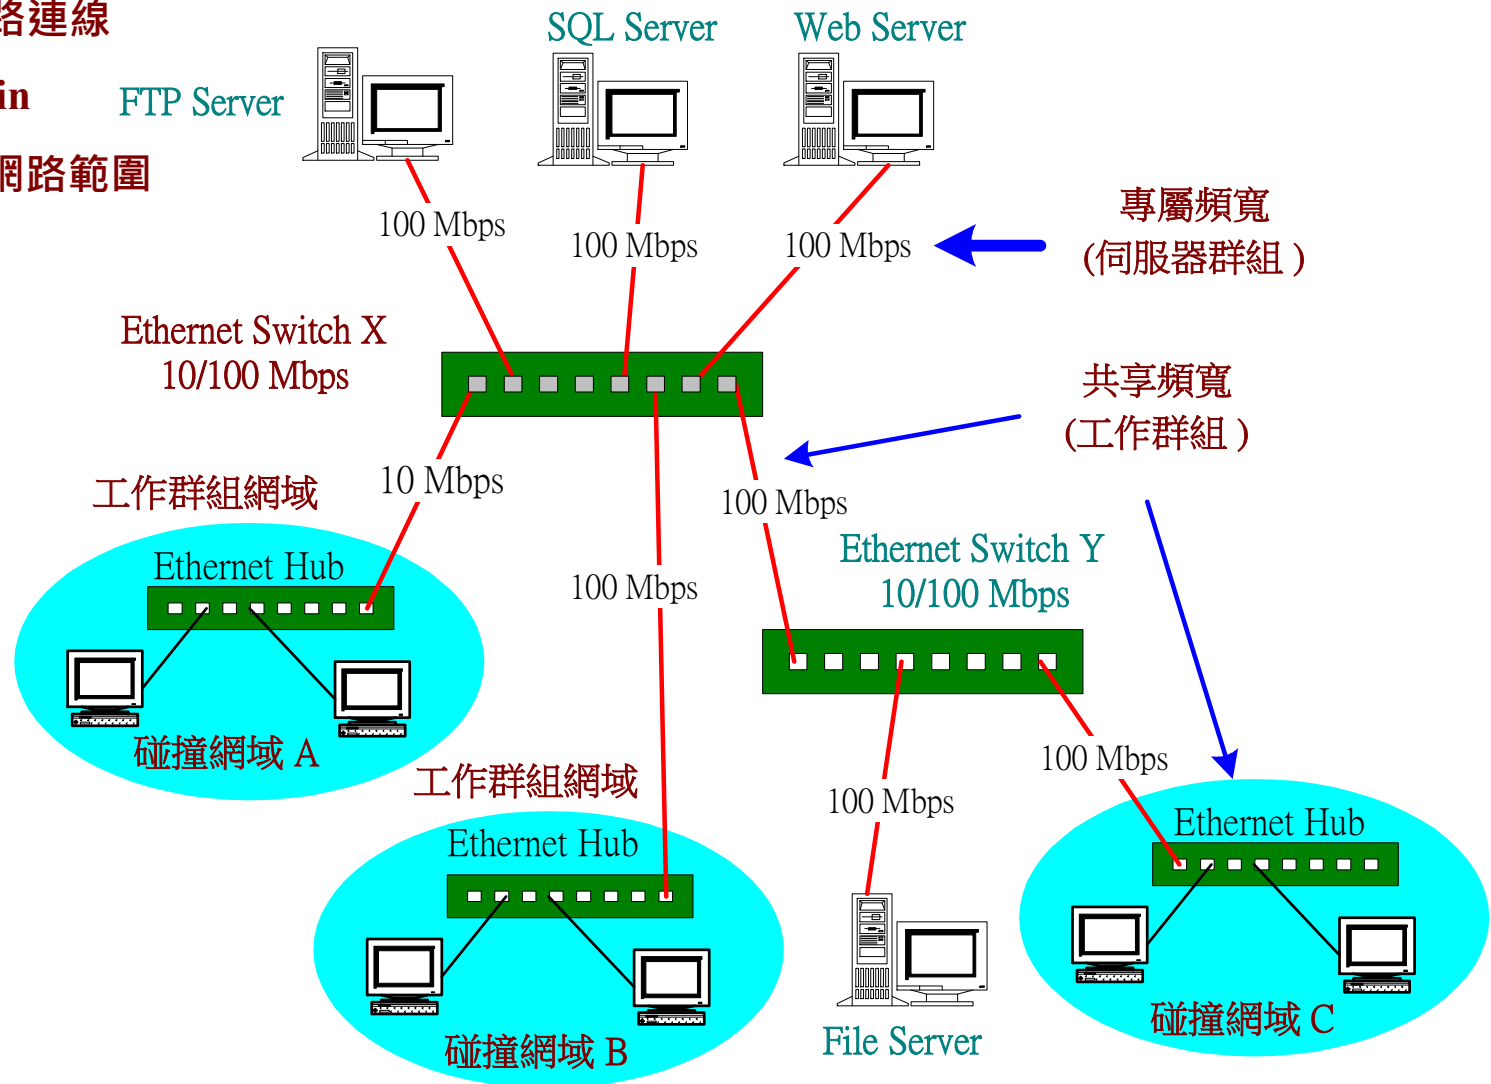 路連線
in
網路範圍
SQL Server
Web Server
FTP Server
100 Mbps
100 Mbps
100 Mbps
專屬頻寬
(伺服器群組)
Ethernet Switch X
10/100 Mbps
共享頻寬
(工作群組)
工作群組網域
10 Mbps
100 Mbps
Ethernet Switch Y
10/100 Mbps
Ethernet Hub
100 Mbps
碰撞網域 A
工作群組網域
100 Mbps
100 Mbps
Ethernet Hub
Ethernet Hub
碰撞網域 B
File Server
碰撞網域 C